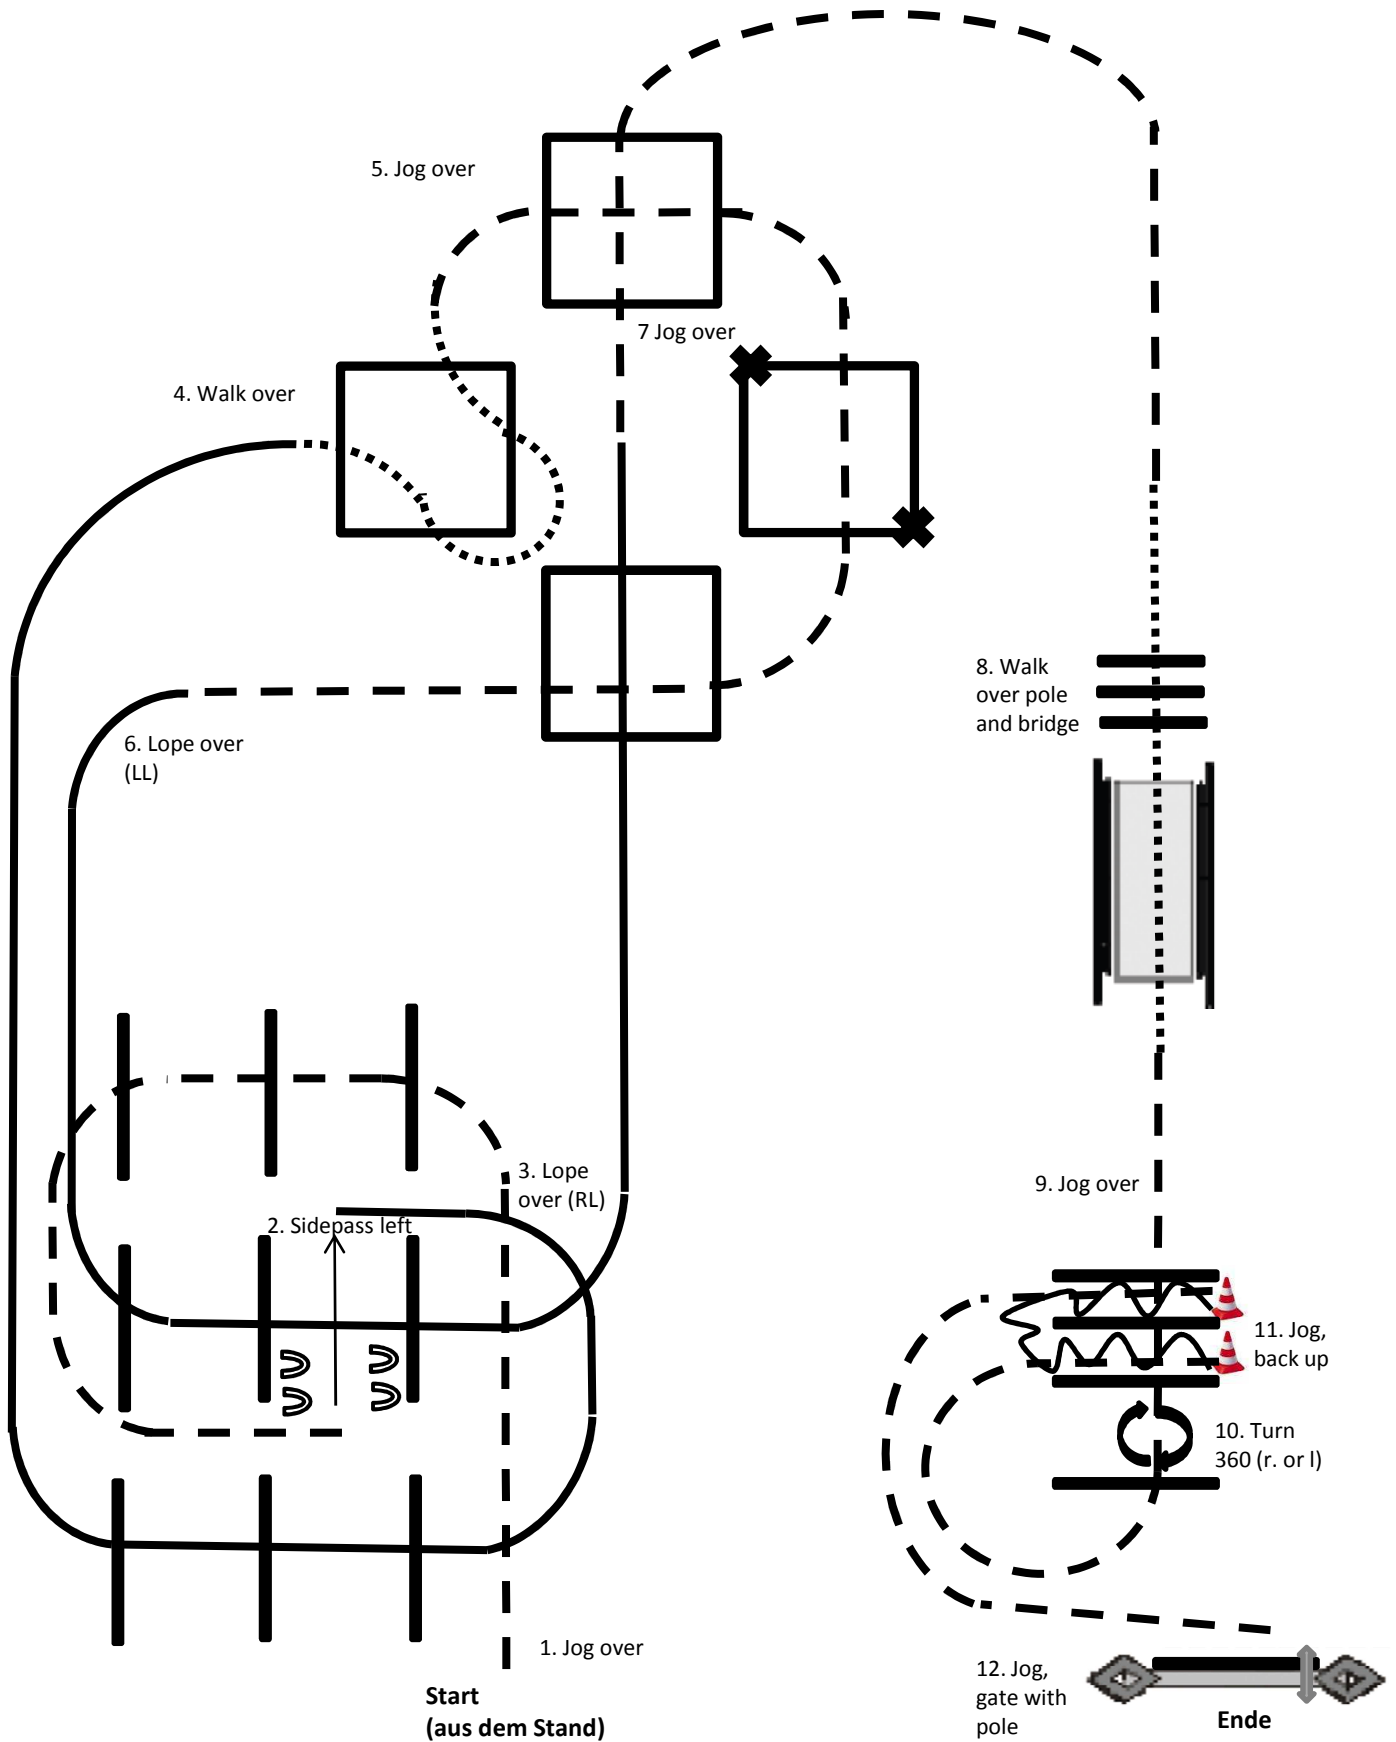 5. Jog over
7 Jog over
4. Walk over
8. Walk
over pole
and bridge
6. Lope over
(LL)
3. Lope
over (RL)
9. Jog over
2. Sidepass left
11. Jog,
back up
10. Turn
360 (r. or l)
1. Jog over
12. Jog,
gate with
pole
Start
(aus dem Stand)
Ende